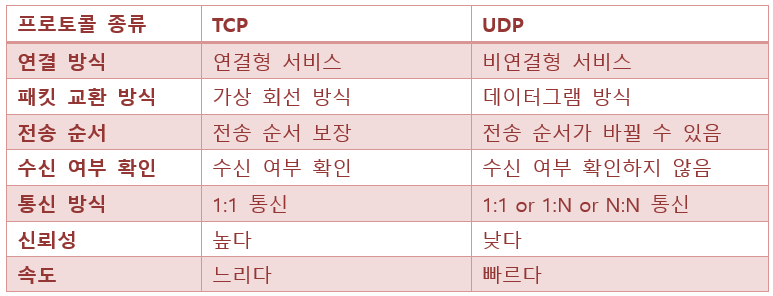 프로토콜 종류 TCP UDP
연결 방식 연결형 서비스 비연결형 서비스
패킷 교환 방식 가상 회선 방식 데이터그램 방식
전송 순서 전송 순서 보장 전송 순서가 바뀔 수 있음
수신 여부 확인 수신 여부 확인 수신 여부 확인하지 않음
통신 방식 1:1 통신 1:1 or 1:N or N:N 통신
신뢰성 높다 낮다
속도 느리다 빠르다